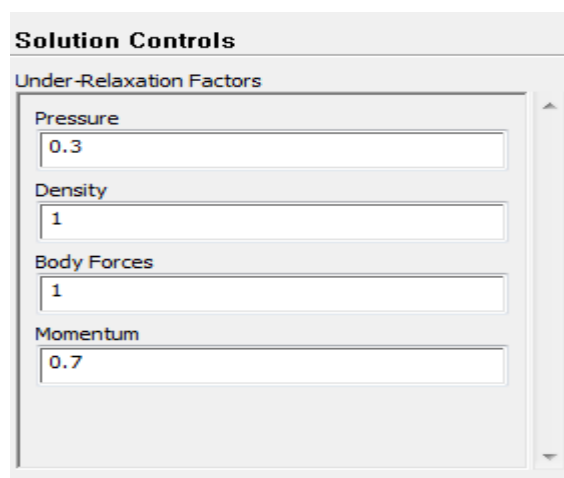 Solution Controls
Under-Relaxation Factors
Pressure
0.3
Density
1
Body Forces
1
Momentum
0.7